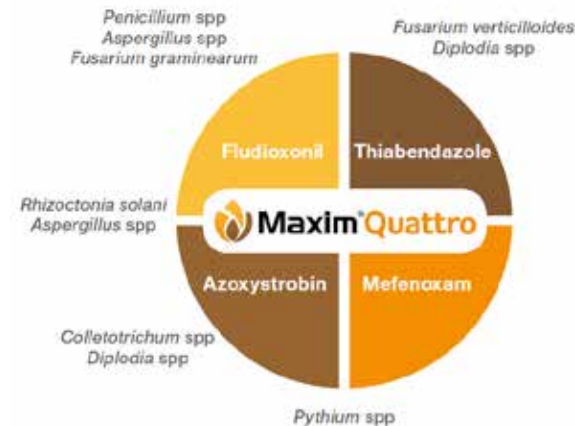 Penicillium spp
Aspergillus spp
Fusarium graminearum
Fusarium verticillioides
Diplodia spp
Fludioxonil
Thiabendazole
Rhizoctonia solani
Aspergillus spp
Maxim® Quattro
Azoxystrobin
Mefenoxam
Colletotrichum spp
Diplodia spp
Pythium spp